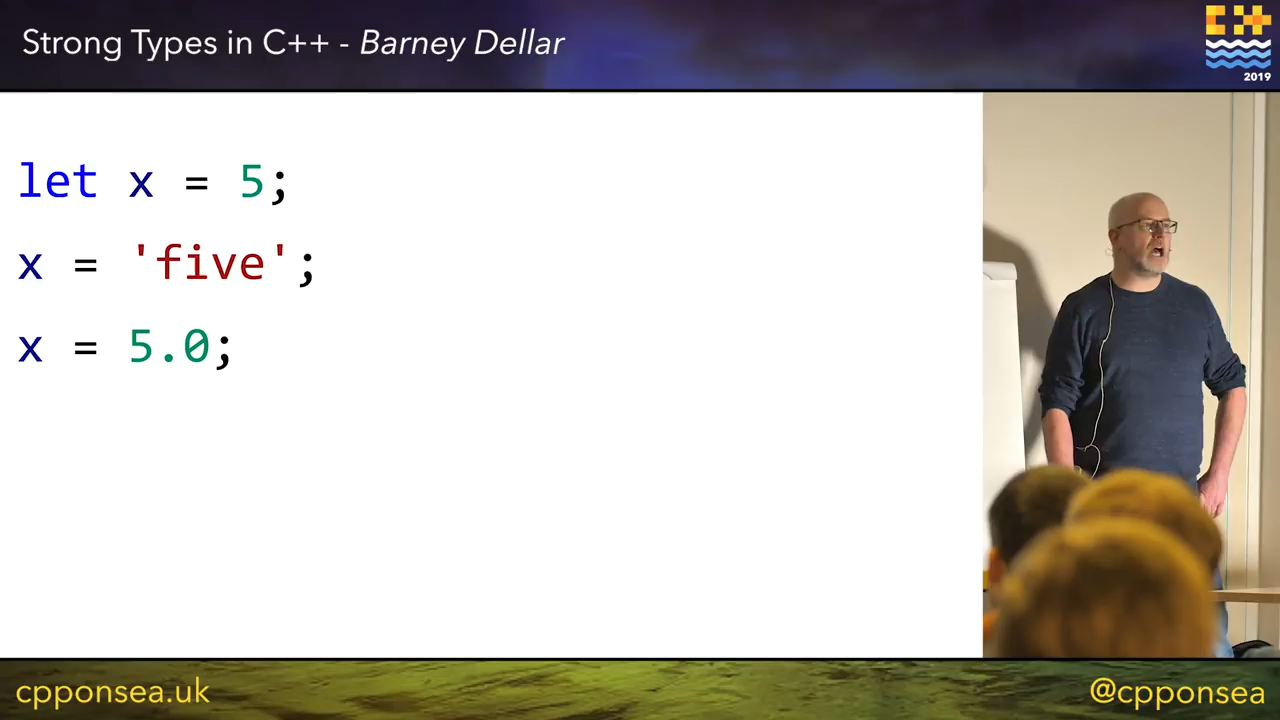 Strong Types in C++ - Barney Dellar
2019
let x = 5;
x = 'five';
x = 5.0;
cpponsea.uk
@cpponsea